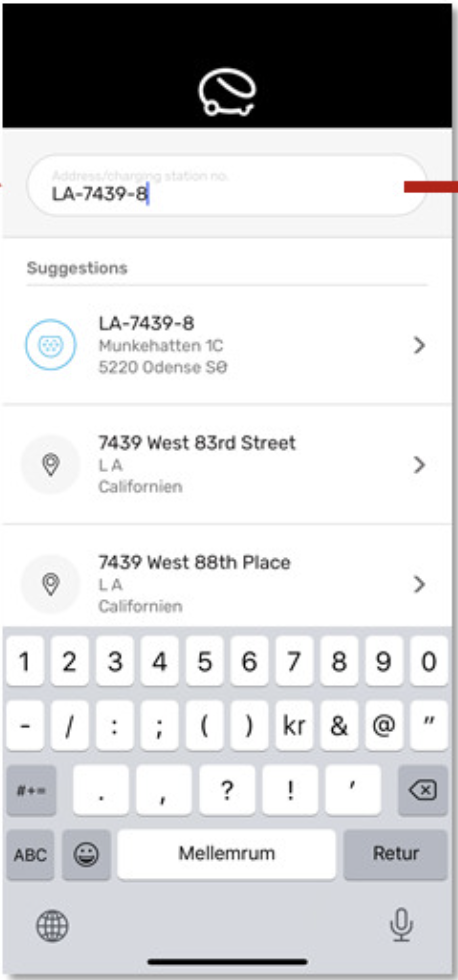 Address/charging station no.
LA-7439-8
Suggestions
LA-7439-8
Munkehatten 1C
5220 Odense SØ
7439 West 83rd Street
L A
Californien
7439 West 88th Place
L A
Californien
1 2 3 4 5 6 7 8 9 0
- / : ; ( ) kr & @ "
#+= . , ? ! '
ABC Mellemrum Retur